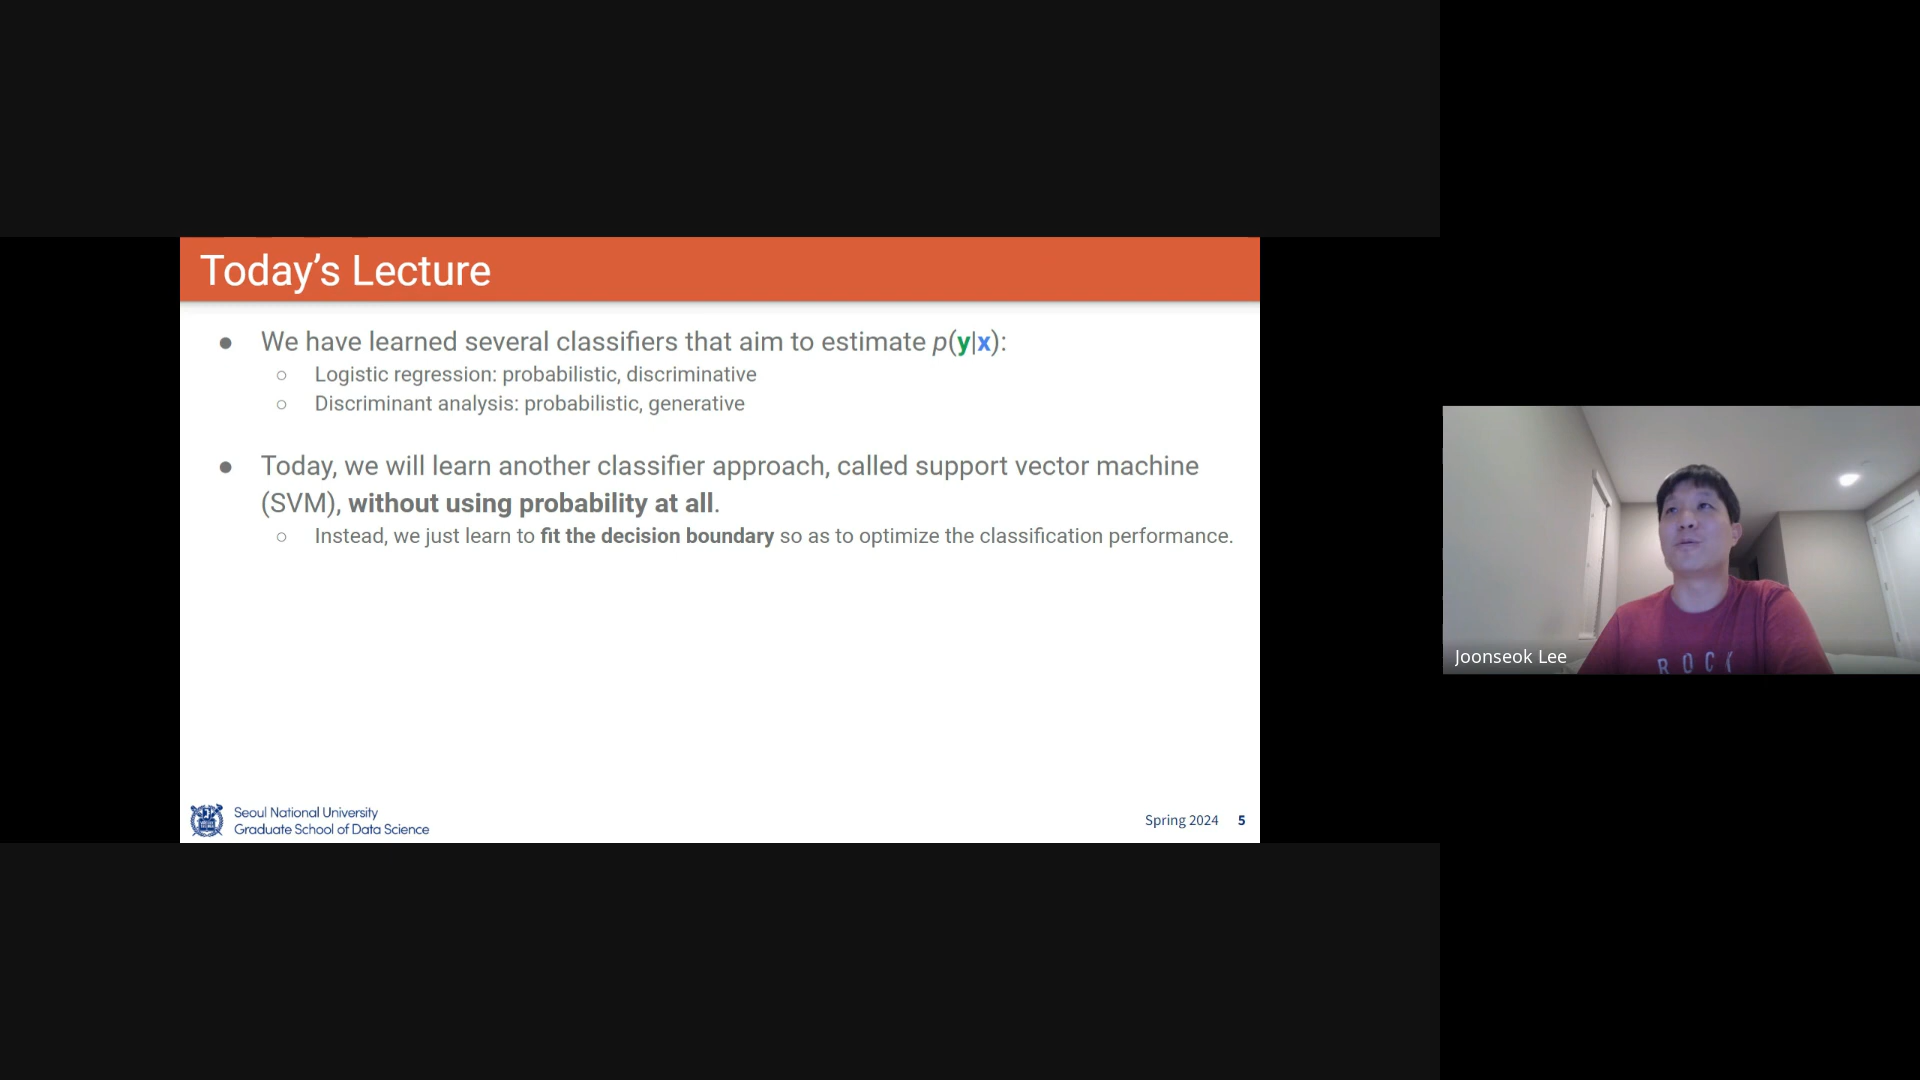 Today's Lecture
● We have learned several classifiers that aim to estimate p(y|x):
○ Logistic regression: probabilistic, discriminative
○ Discriminant analysis: probabilistic, generative
● Today, we will learn another classifier approach, called support vector machine
(SVM), without using probability at all.
○ Instead, we just learn to fit the decision boundary so as to optimize the classification performance.
Seoul National University
Graduate School of Data Science
Spring 2024 5
Joonseok Lee
ROCK